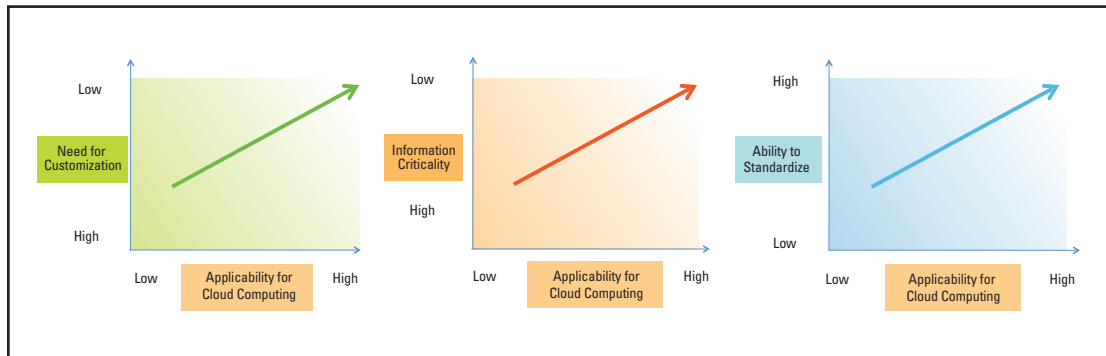 Low
Need for
Customization
High
Low
Applicability for
Cloud Computing
High
Low
Information
Criticality
High
Low
Applicability for
Cloud Computing
High
High
Ability to
Standardize
Low
Low
Applicability for
Cloud Computing
High